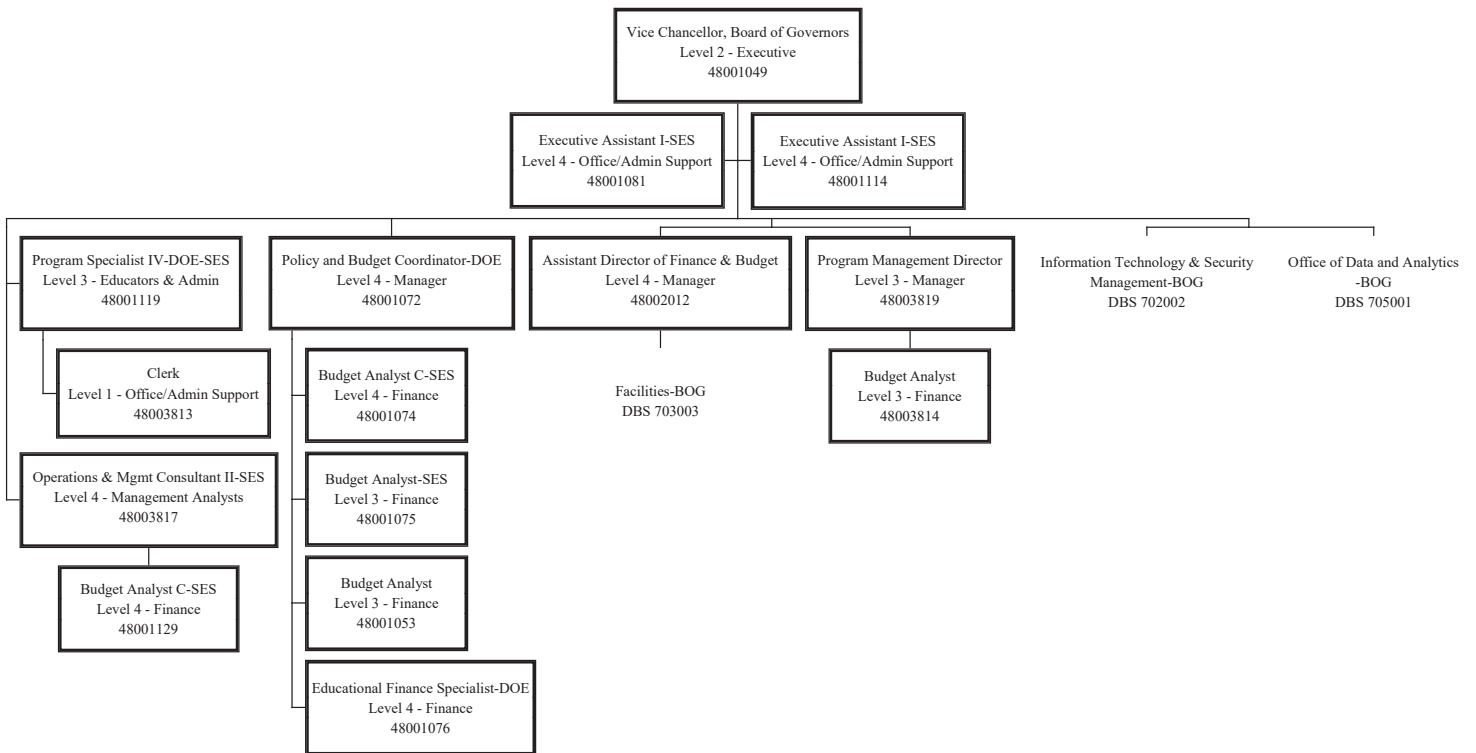 Vice Chancellor, Board of Governors
Level 2 - Executive
48001049
Executive Assistant I-SES
Level 4 - Office/Admin Support
48001081
Executive Assistant I-SES
Level 4 - Office/Admin Support
48001114
Program Specialist IV-DOE-SES
Level 3 - Educators & Admin
48001119
Policy and Budget Coordinator-DOE
Level 4 - Manager
48001072
Assistant Director of Finance & Budget
Level 4 - Manager
48002012
Program Management Director
Level 3 - Manager
48003819
Information Technology & Security
Management-BOG
DBS 702002
Office of Data and Analytics
-BOG
DBS 705001
Clerk
Level 1 - Office/Admin Support
48003813
Budget Analyst C-SES
Level 4 - Finance
48001074
Facilities-BOG
DBS 703003
Budget Analyst
Level 3 - Finance
48003814
Operations & Mgmt Consultant II-SES
Level 4 - Management Analysts
48003817
Budget Analyst-SES
Level 3 - Finance
48001075
Budget Analyst C-SES
Level 4 - Finance
48001129
Budget Analyst
Level 3 - Finance
48001053
Educational Finance Specialist-DOE
Level 4 - Finance
48001076